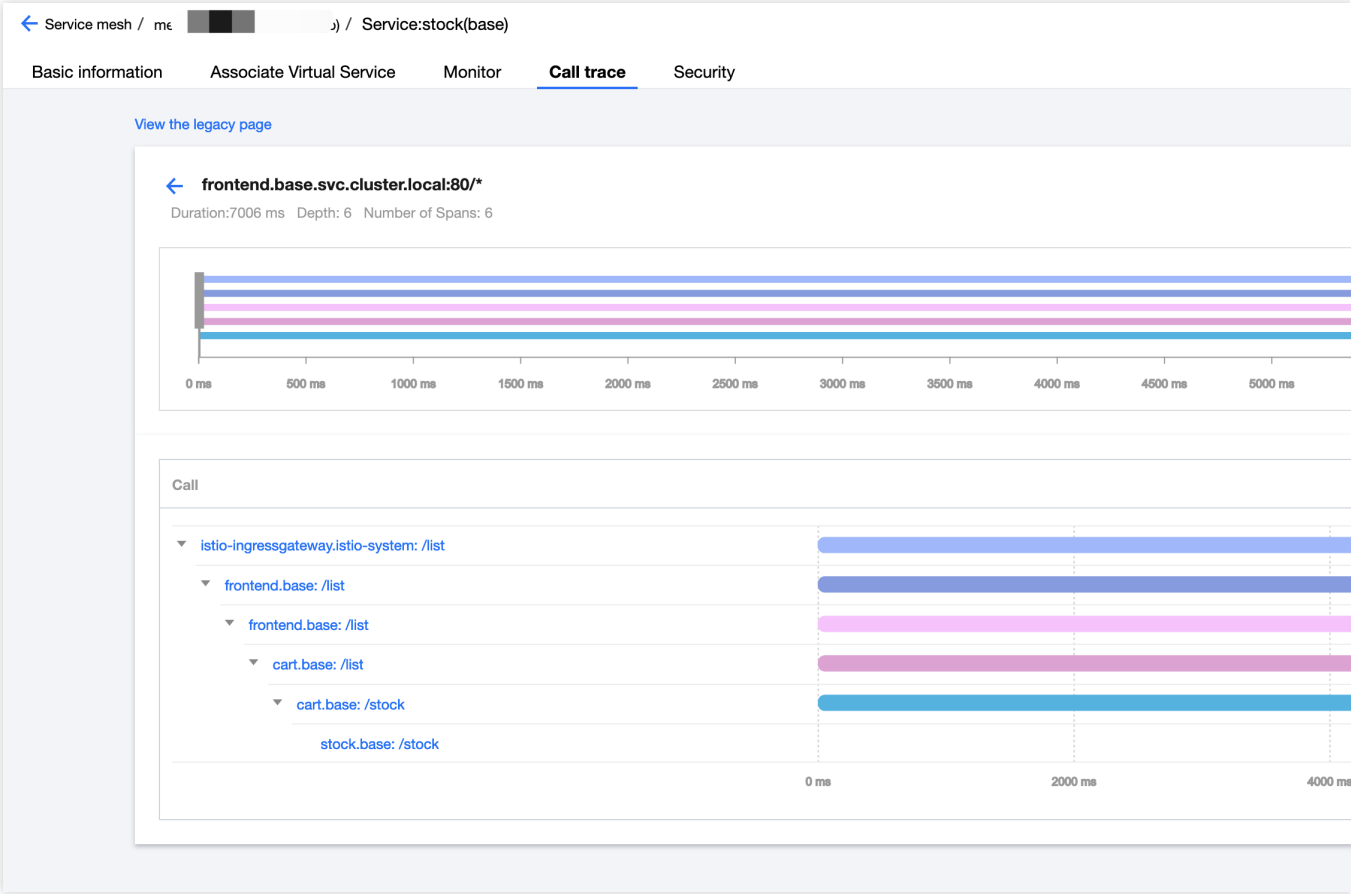 Service mesh / me ) / Service:stock(base)
Basic information Associate Virtual Service Monitor Call trace Security
View the legacy page
frontend.base.svc.cluster.local:80/*
Duration:7006 ms Depth: 6 Number of Spans: 6
0 ms 500 ms 1000 ms 1500 ms 2000 ms 2500 ms 3000 ms 3500 ms 4000 ms 4500 ms 5000 ms
Call
istio-ingressgateway.istio-system: /list
frontend.base: /list
frontend.base: /list
cart.base: /list
cart.base: /stock
stock.base: /stock
0 ms 2000 ms 4000 ms